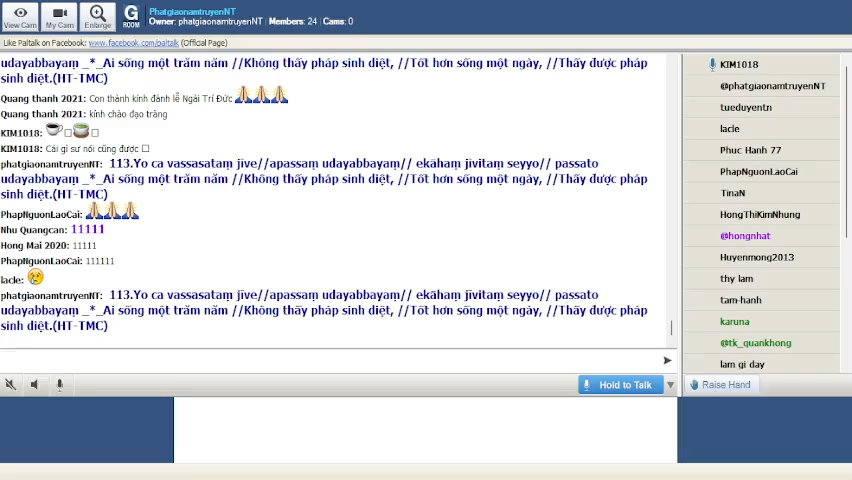 View Cam
My Cam
Enlarge
G
ROOM
PhatgiaonamtruyenNT
Owner: phatgiaonamtruyenNT | Members: 24 | Cams: 0
Like Paltalk on Facebook: www.facebook.com/paltalk (Official Page)
udayabbayaṃ _*_Ai sống một trăm năm //Không thấy pháp sinh diệt, //Tốt hơn sống một ngày, //Thấy được pháp
sinh diệt.(HT-TMC)
Quang thanh 2021: Con thành kính đảnh lễ Ngài Trí Đức
Quang thanh 2021: kính chào đạo tràng
KIM1018:
KIM1018: Cái gì sư nói cũng được □
phatgiaonamtruyenNT: 113.Yo ca vassasataṃ jīve//apassaṃ udayabbayaṃ// ekāhaṃ jīvitaṃ seyyo// passato
udayabbayaṃ _*_Ai sống một trăm năm //Không thấy pháp sinh diệt, //Tốt hơn sống một ngày, //Thấy được pháp
sinh diệt.(HT-TMC)
PhapNguonLaoCai:
Nhu Quangcan: 11111
Hong Mai 2020: 11111
PhapNguonLaoCai: 111111
lacle:
phatgiaonamtruyenNT: 113.Yo ca vassasataṃ jīve//apassaṃ udayabbayaṃ// ekāhaṃ jīvitaṃ seyyo// passato
udayabbayaṃ _*_Ai sống một trăm năm //Không thấy pháp sinh diệt, //Tốt hơn sống một ngày, //Thấy được pháp
sinh diệt.(HT-TMC)
Hold to Talk
KIM1018
@phatgiaonamtruyenNT
tueduyentn
lacle
Phuc Hanh 77
PhapNguonLaoCai
TinaN
HongThiKimNhung
@hongnhat
Huyenmong2013
thy lam
tam-hanh
karuna
@tk_quankhong
lam gi day
Raise Hand